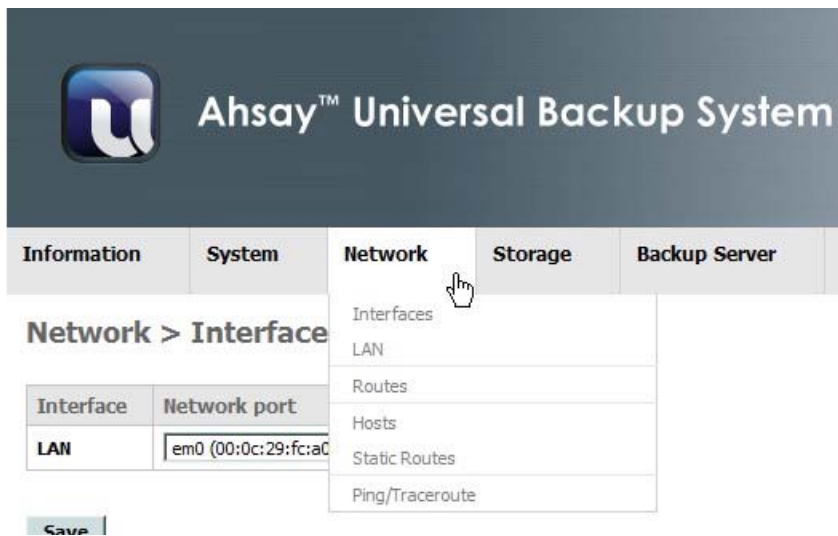 Ahsay™ Universal Backup System
Information System Network Storage Backup Server
Network > Interface
Interfaces
LAN
Routes
Hosts
Static Routes
Ping/Traceroute
Interface Network port
LAN em0 (00:0c:29:fc:a0
Save